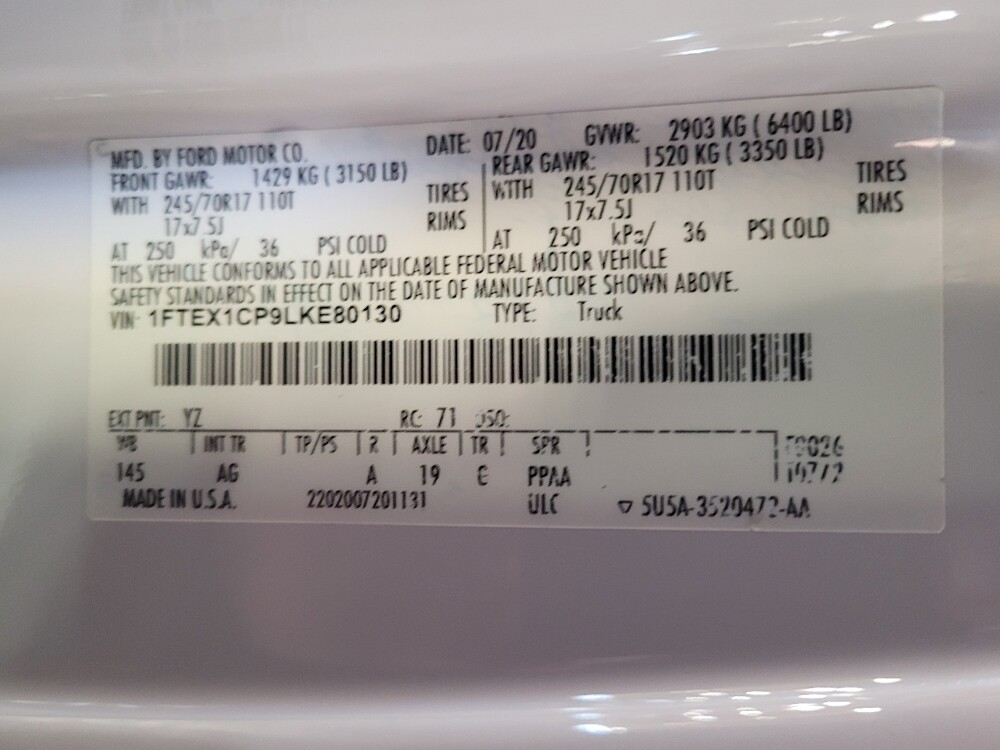 MFD. BY FORD MOTOR CO. DATE: 07/20 GVWR: 2903 KG ( 6400 LB)
FRONT GAWR: 1429 KG ( 3150 LB) REAR GAWR: 1520 KG ( 3350 LB)
WITH 245/70R17 110T TIRES WITH 245/70R17 110T TIRES
17x7.5J RIMS 17x7.5J RIMS
AT 250 kPa/ 36 PSI COLD AT 250 kPa/ 36 PSI COLD
THIS VEHICLE CONFORMS TO ALL APPLICABLE FEDERAL MOTOR VEHICLE
SAFETY STANDARDS IN EFFECT ON THE DATE OF MANUFACTURE SHOWN ABOVE.
VIN: 1FTEX1CP9LKE80130 TYPE: Truck
EXT PNT: YZ RC: 71 DSO:
WB INT TR TP/PS R AXLE TR SPR
145 AG A 19 PPAA
MADE IN U.S.A. 2202007201131 ULC